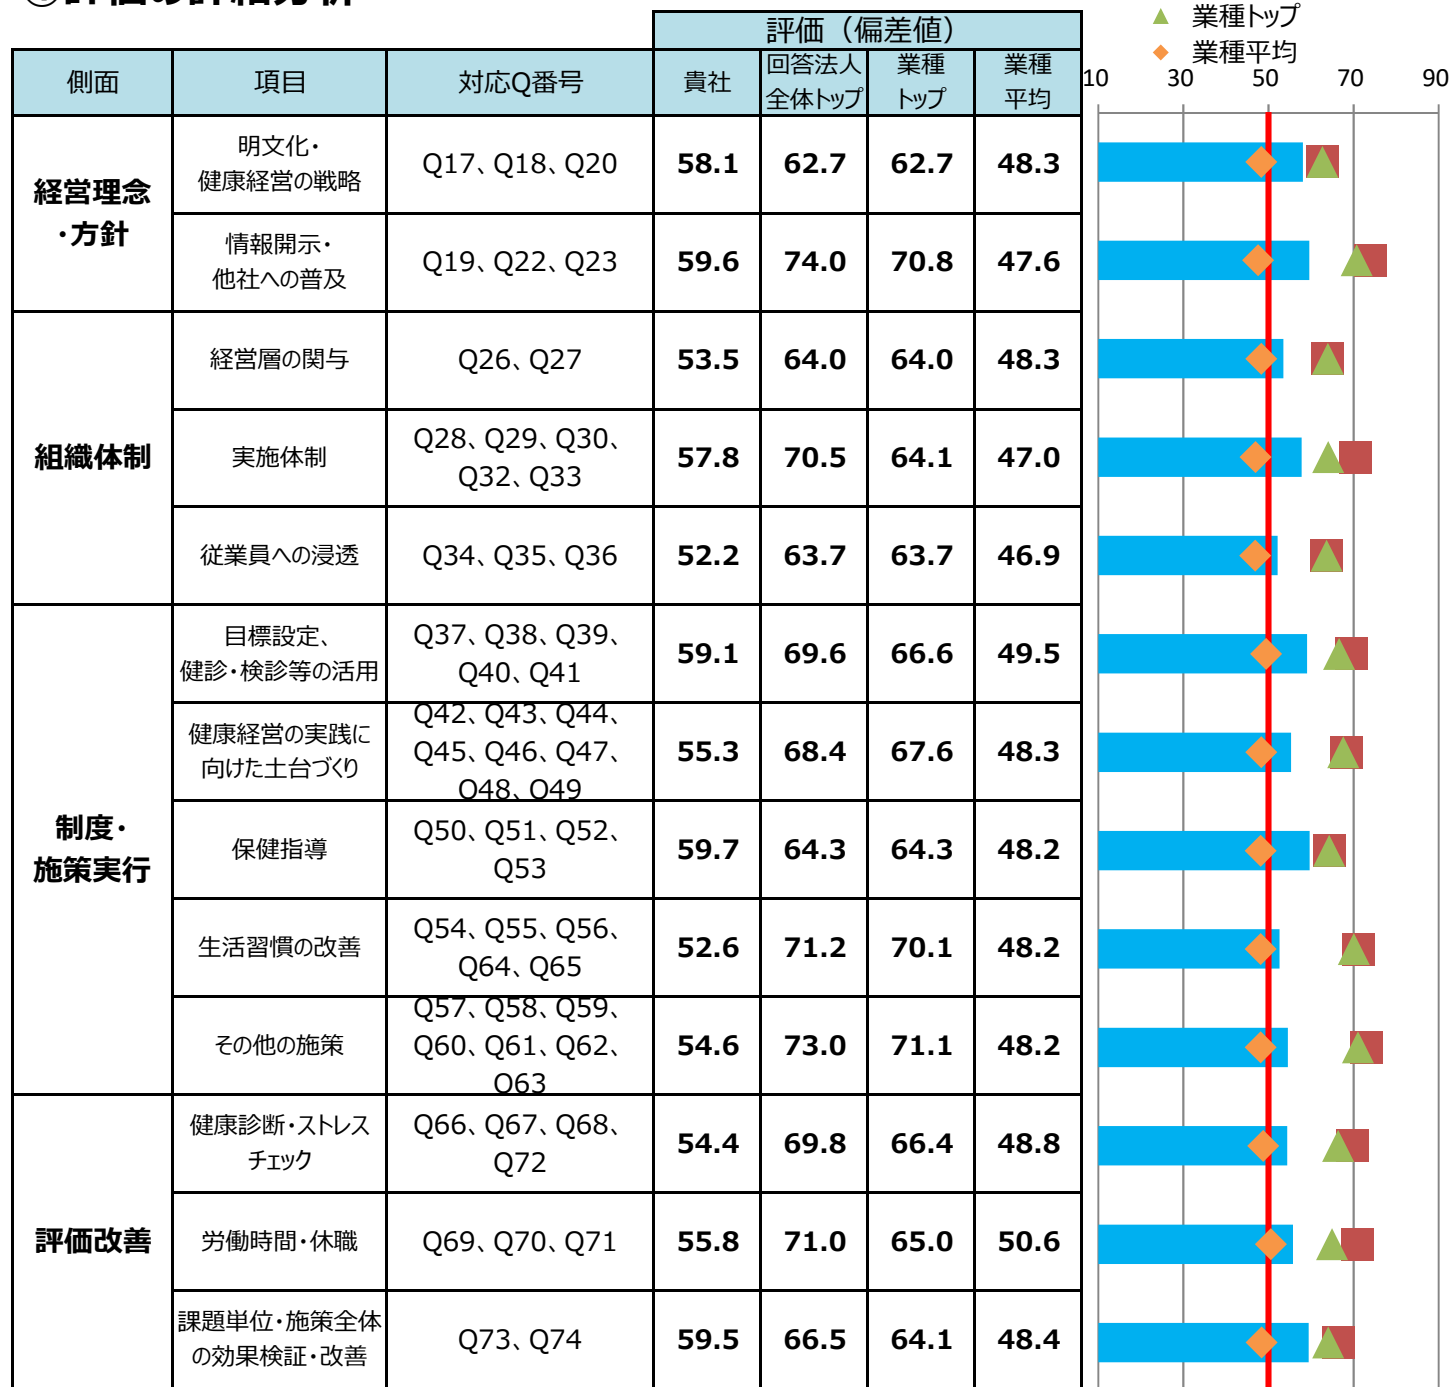 ①評価の詳細分析
業種トップ
業種平均
評価（偏差値）
側面 項目 対応Q番号 貴社 回答法人 業種 業種
全体トップ トップ 平均
10 30 50 70 90
経営理念
・方針
明文化・
健康経営の戦略
Q17、Q18、Q20 58.1 62.7 62.7 48.3
情報開示・
他社への普及
Q19、Q22、Q23 59.6 74.0 70.8 47.6
組織体制
経営層の関与 Q26、Q27 53.5 64.0 64.0 48.3
実施体制
Q28、Q29、Q30、
Q32、Q33
57.8 70.5 64.1 47.0
従業員への浸透 Q34、Q35、Q36 52.2 63.7 63.7 46.9
制度・
施策実行
目標設定、
健診・検診等の活用
Q37、Q38、Q39、
Q40、Q41
59.1 69.6 66.6 49.5
健康経営の実践に
向けた土台づくり
Q42、Q43、Q44、
Q45、Q46、Q47、
Q48、Q49
55.3 68.4 67.6 48.3
保健指導
Q50、Q51、Q52、
Q53
59.7 64.3 64.3 48.2
生活習慣の改善
Q54、Q55、Q56、
Q64、Q65
52.6 71.2 70.1 48.2
その他の施策
Q57、Q58、Q59、
Q60、Q61、Q62、
Q63
54.6 73.0 71.1 48.2
評価改善
健康診断・ストレス
チェック
Q66、Q67、Q68、
Q72
54.4 69.8 66.4 48.8
労働時間・休職 Q69、Q70、Q71 55.8 71.0 65.0 50.6
課題単位・施策全体
の効果検証・改善
Q73、Q74 59.5 66.5 64.1 48.4